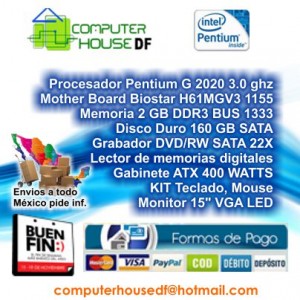 COMPUTER
HOUSE DF
intel
Pentium
inside
Procesador Pentium G 2020 3.0 ghz
Mother Board Biostar H61MGV3 1155
Memoria 2 GB DDR3 BUS 1333
Disco Duro 160 GB SATA
Grabador DVD/RW SATA 22X
Lector de memorias digitales
Gabinete ATX 400 WATTS
KIT Teclado, Mouse
Monitor 15" VGA LED
Envios a todo
México pide inf.
EL
BUEN
FIN
Formas de Pago
MasterCard
VISA
PayPal
COD
DÉBITO
DEPÓSITO
computerhousedf@hotmail.com